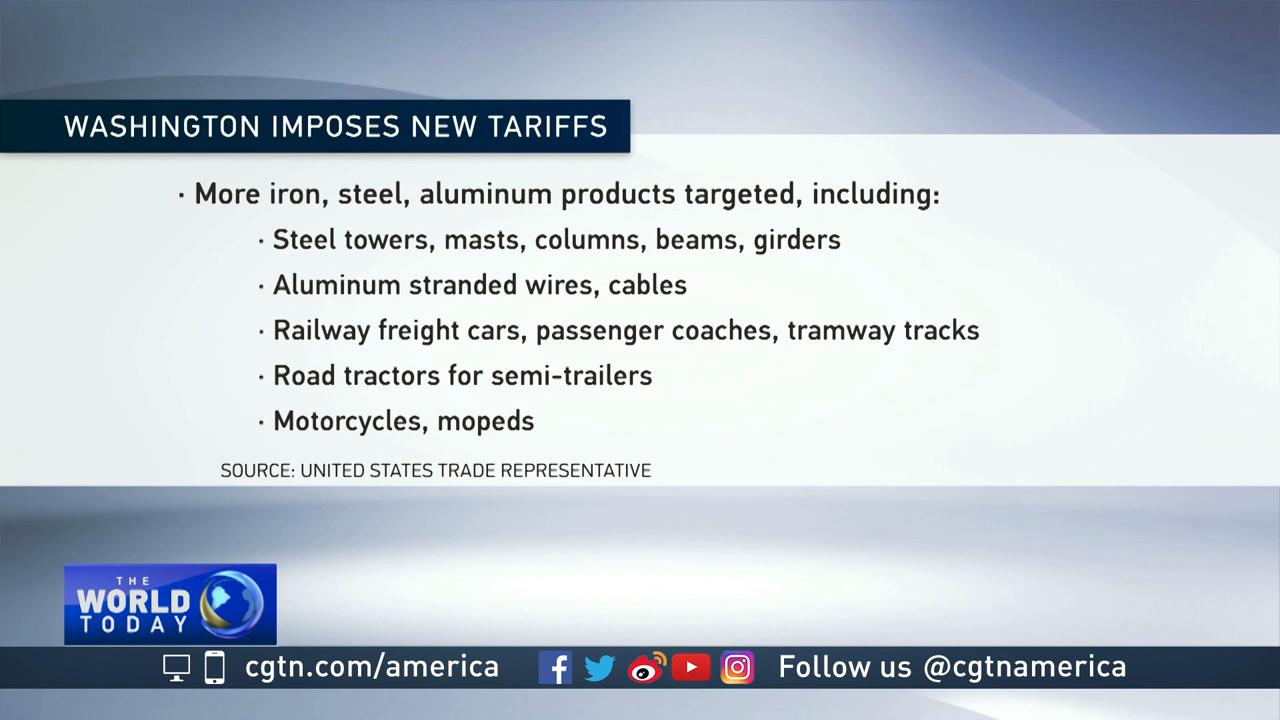 WASHINGTON IMPOSES NEW TARIFFS
· More iron, steel, aluminum products targeted, including:
· Steel towers, masts, columns, beams, girders
· Aluminum stranded wires, cables
· Railway freight cars, passenger coaches, tramway tracks
· Road tractors for semi-trailers
· Motorcycles, mopeds
SOURCE: UNITED STATES TRADE REPRESENTATIVE
THE
WORLD
TODAY
cgtn.com/america Follow us @cgtnamerica